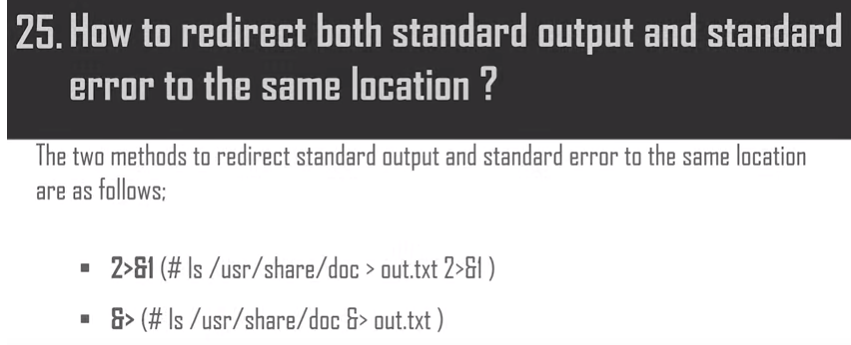 25. How to redirect both standard output and standard
error to the same location ?
The two methods to redirect standard output and standard error to the same location
are as follows;
▪ 2>&1 (# ls /usr/share/doc > out.txt 2>&1 )
▪ &> (# ls /usr/share/doc &> out.txt )